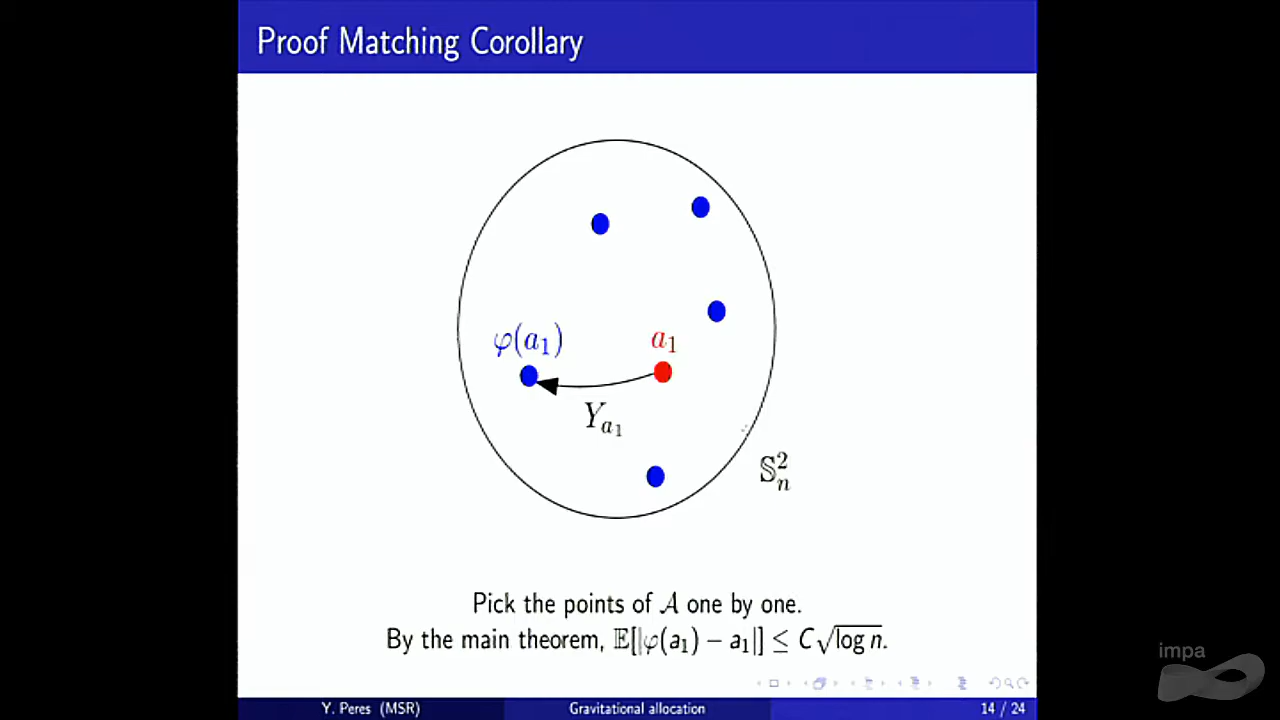 Proof Matching Corollary
φ(a₁)
a₁
Yₐ₁
𝕊²ₙ
Pick the points of 𝒜 one by one.
By the main theorem, 𝔼[|φ(a₁) − a₁|] ≤ C√log n.
impa
Y. Peres (MSR)
Gravitational allocation
14 / 24